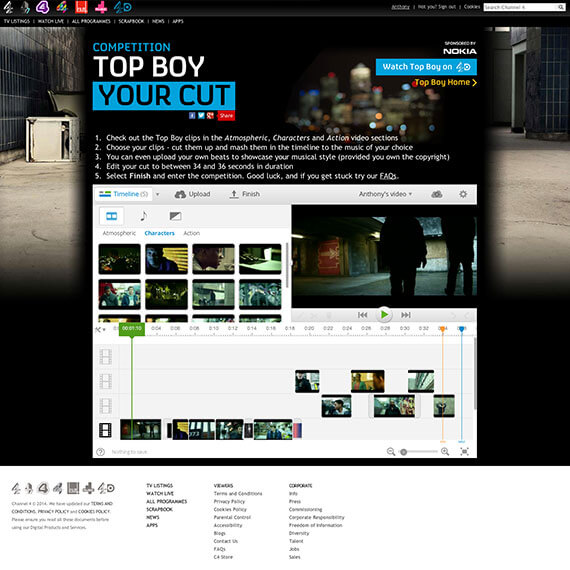 Anthony | Not you? Sign out | Cookies Search Channel 4
TV LISTINGS | WATCH LIVE | ALL PROGRAMMES | SCRAPBOOK | NEWS | APPS
COMPETITION
TOP BOY
YOUR CUT
Share
SPONSORED BY
NOKIA
Watch Top Boy on 4oD
Top Boy Home
1. Check out the Top Boy clips in the Atmospheric, Characters and Action video sections
2. Choose your clips - cut them up and mash them in the timeline to the music of your choice
3. You can even upload your own beats to showcase your musical style (provided you own the copyright)
4. Edit your cut to between 34 and 36 seconds in duration
5. Select Finish and enter the competition. Good luck, and if you get stuck try our FAQs.
Timeline (5) Upload Finish Anthony's video
Atmospheric Characters Action
00:01:10 0:04 0:06 0:08 0:10 0:12 0:14 0:16 0:18 0:20 0:22 0:24 0:26 0:28 0:30 0:32 0:34
Nothing to save
Channel 4 © 2014. We have updated our TERMS AND
CONDITIONS, PRIVACY POLICY and COOKIES POLICY.
Please ensure you read all these documents before
using our Digital Products and Services.
TV LISTINGS
WATCH LIVE
ALL PROGRAMMES
SCRAPBOOK
NEWS
APPS
VIEWERS
Terms and Conditions
Privacy Policy
Cookies Policy
Parental Control
Accessibility
Blogs
Contact Us
FAQs
C4 Store
CORPORATE
Info
Press
Commissioning
Corporate Responsibility
Freedom of Information
Diversity
Talent
Jobs
Sales